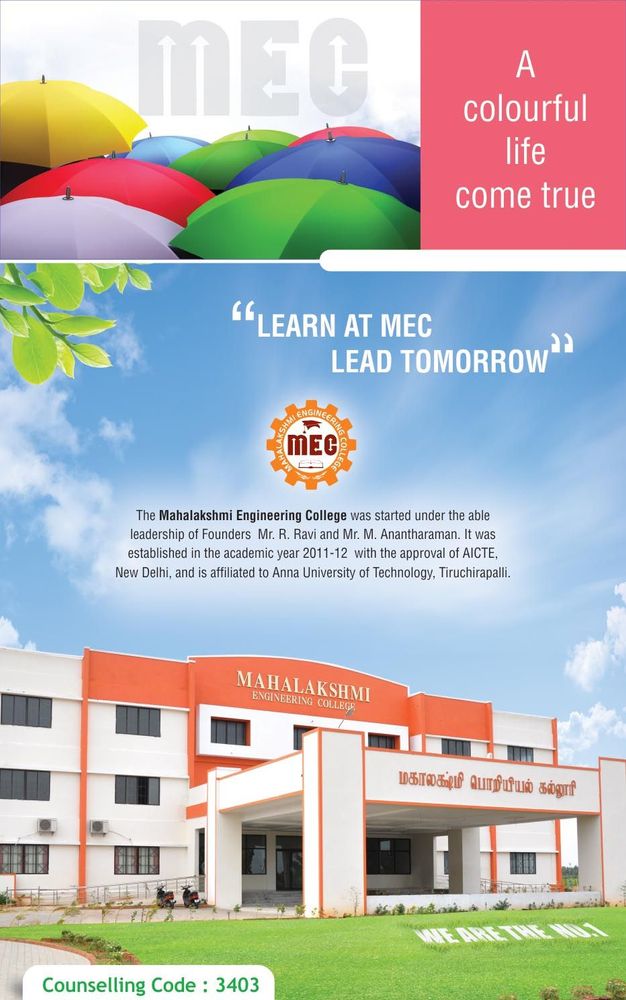 MEC
A
colourful
life
come true
“LEARN AT MEC
LEAD TOMORROW”
MAHALAKSHMI ENGINEERING COLLEGE
MEC
The Mahalakshmi Engineering College was started under the able
leadership of Founders Mr. R. Ravi and Mr. M. Anantharaman. It was
established in the academic year 2011-12 with the approval of AICTE,
New Delhi, and is affiliated to Anna University of Technology, Tiruchirapalli.
MAHALAKSHMI
ENGINEERING COLLEGE
மகாலக்ஷ்மி பொறியியல் கல்லூரி
WE ARE THE NO.1
Counselling Code : 3403